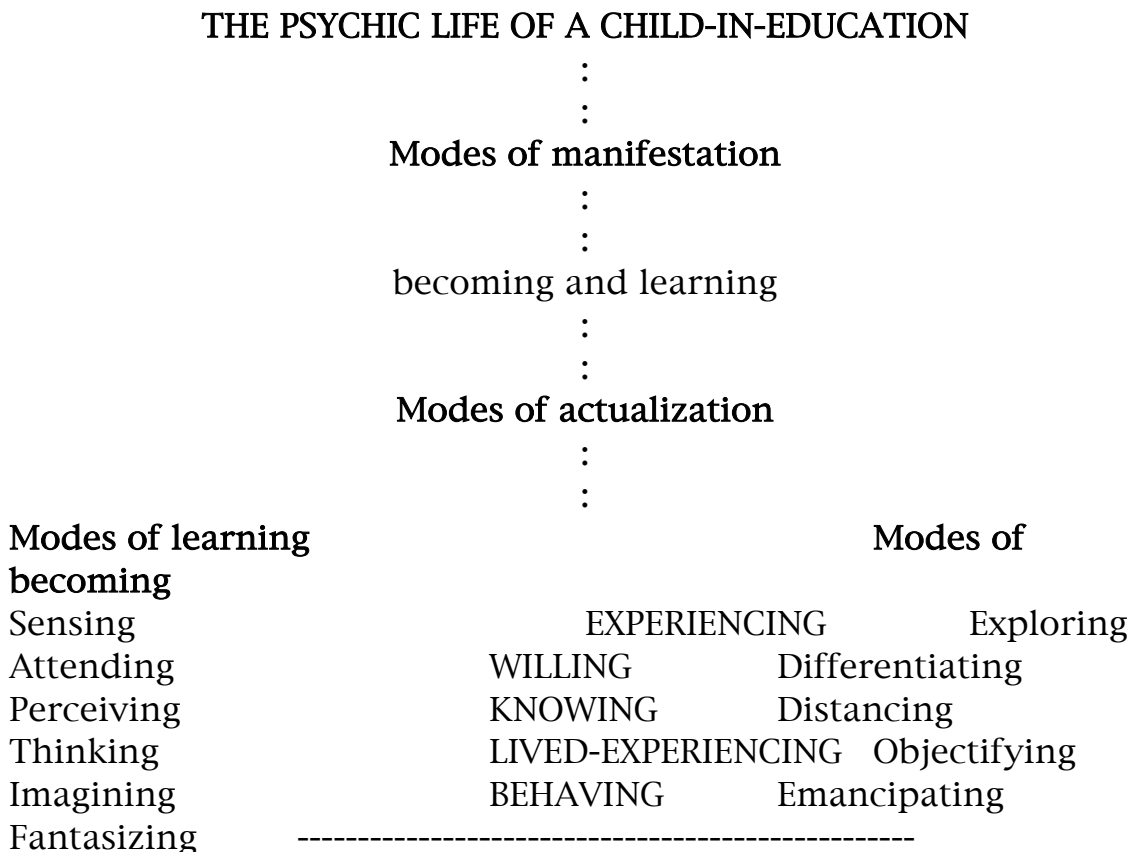 THE PSYCHIC LIFE OF A CHILD-IN-EDUCATION
:
:
Modes of manifestation
:
:
becoming and learning
:
:
Modes of actualization
:
:
Modes of learning Modes of
becoming
Sensing EXPERIENCING Exploring
Attending WILLING Differentiating
Perceiving KNOWING Distancing
Thinking LIVED-EXPERIENCING Objectifying
Imagining BEHAVING Emancipating
Fantasizing ---------------------------------------------------